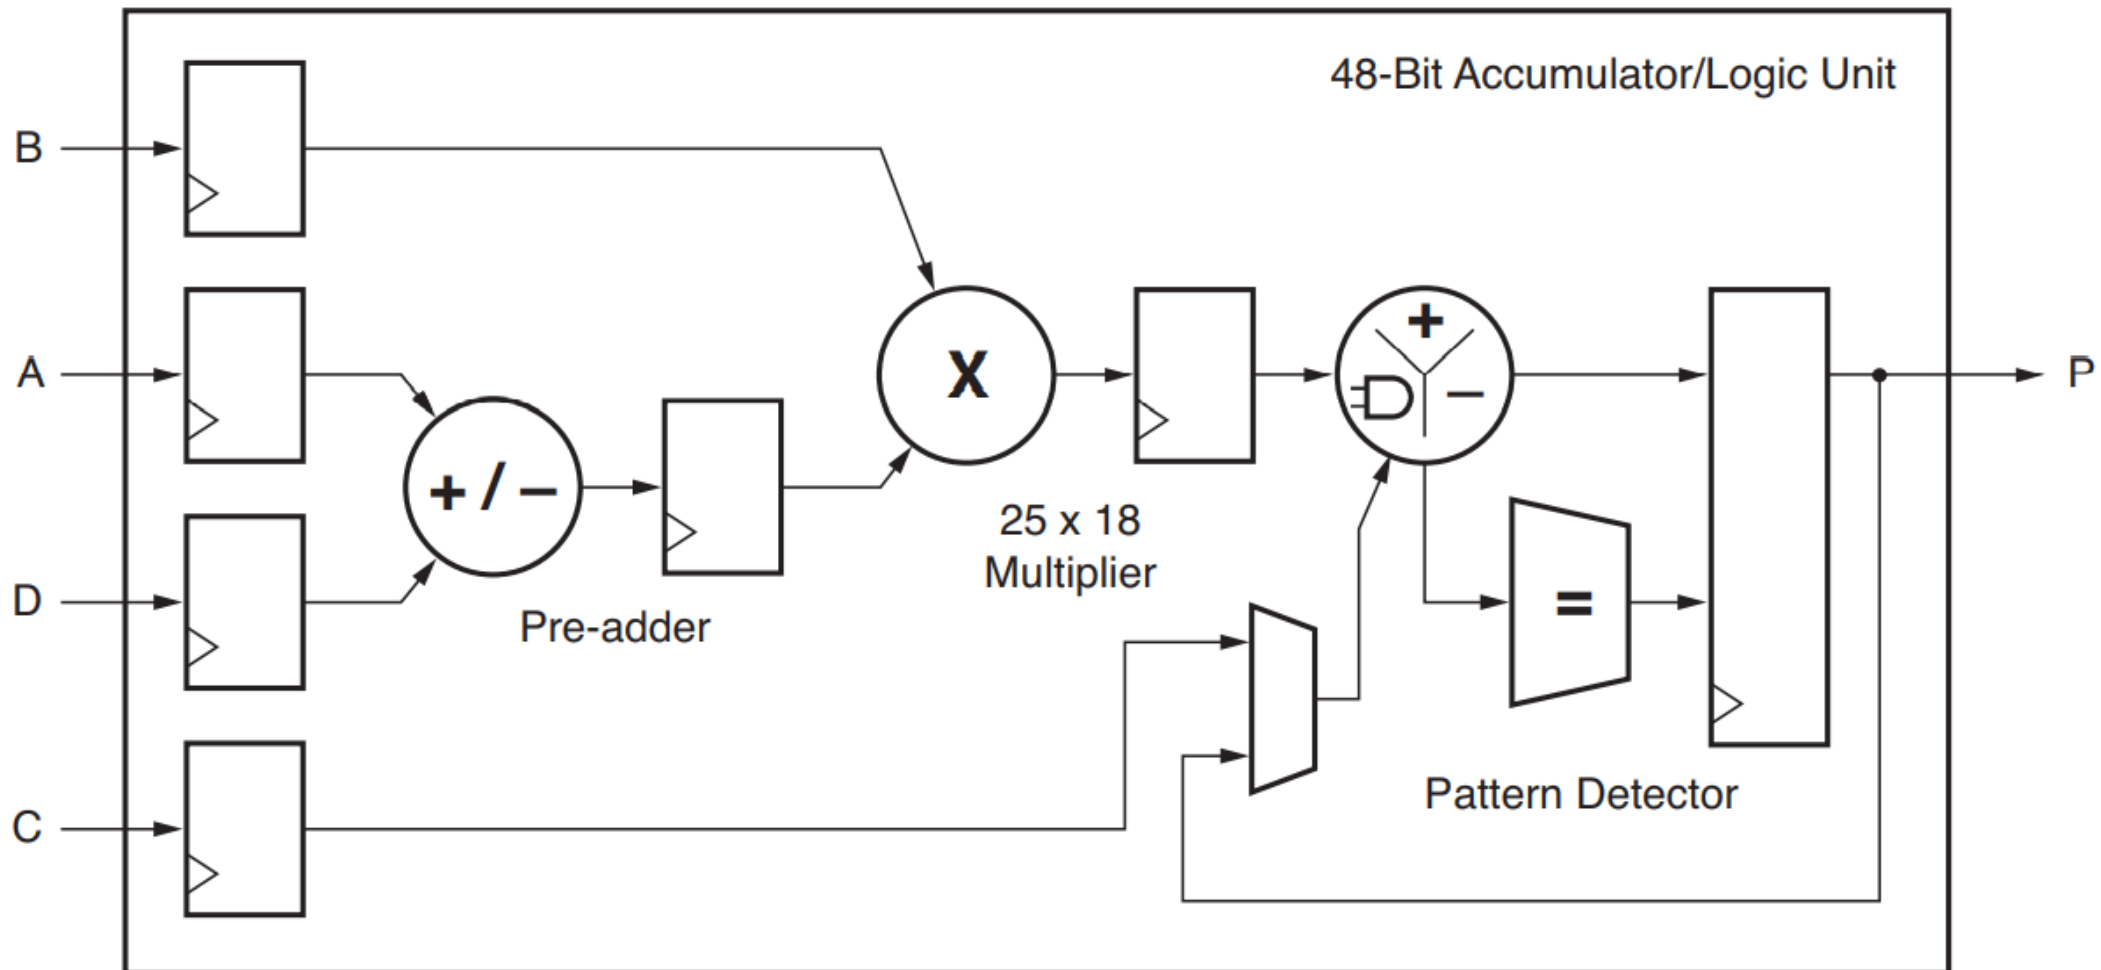 48-Bit Accumulator/Logic Unit
B
A
D
C
+ / −
Pre-adder
X
25 x 18
Multiplier
+
−
=
Pattern Detector
P